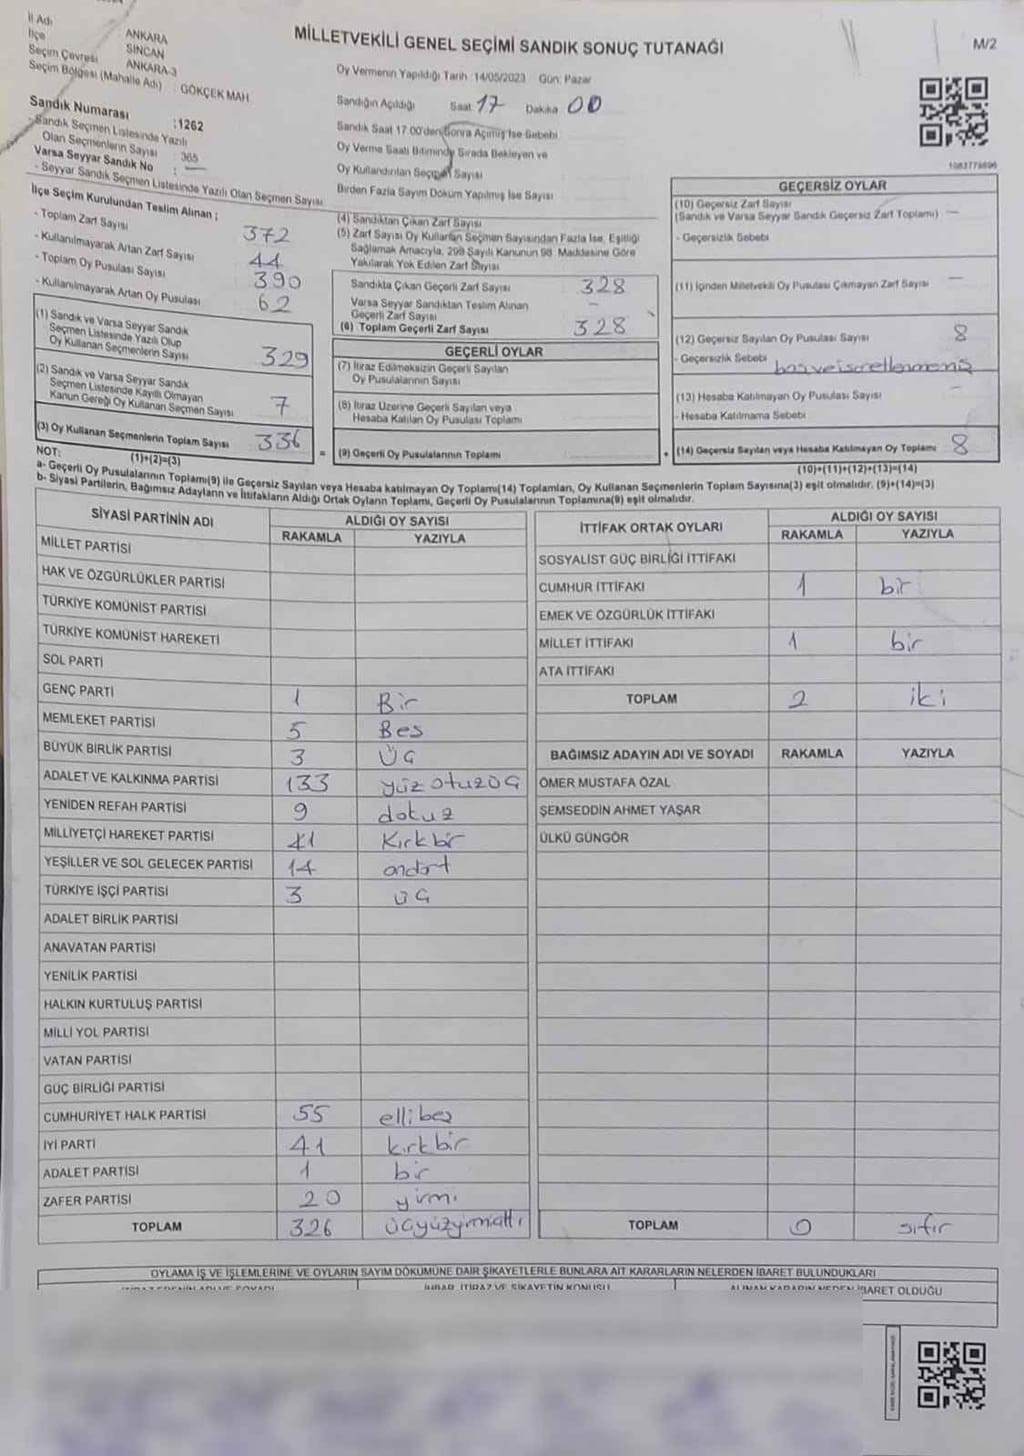 MİLLETVEKİLİ GENEL SEÇİMİ SANDIK SONUÇ TUTANAĞI
M/2
İl Adı ANKARA
İlçe SİNCAN
Seçim Çevresi ANKARA-3
Seçim Bölgesi (Mahalle Adı) : GÖKÇEK MAH
Sandık Numarası :1262
-Sandık Seçmen Listesinde Yazılı
Olan Seçmenlerin Sayısı : 365
Varsa Seyyar Sandık No : —
- Seyyar Sandık Seçmen Listesinde Yazılı Olan Seçmen Sayısı
Oy Vermenin Yapıldığı Tarih :14/05/2023 Gün: Pazar
Sandığın Açıldığı Saat 17 Dakika 00
Sandık Saat 17.00'den Sonra Açılmış İse Sebebi
Oy Verme Saati Bitiminde Sırada Bekleyen ve
Oy Kullandırılan Seçmen Sayısı
Birden Fazla Sayım Döküm Yapılmış İse Sayısı
1083779896
İlçe Seçim Kurulundan Teslim Alınan ;
- Toplam Zarf Sayısı 372
- Kullanılmayarak Artan Zarf Sayısı 44
- Toplam Oy Pusulası Sayısı 390
- Kullanılmayarak Artan Oy Pusulası 62
(1) Sandık ve Varsa Seyyar Sandık
Seçmen Listesinde Yazılı Olup
Oy Kullanan Seçmenlerin Sayısı 329
(2) Sandık ve Varsa Seyyar Sandık
Seçmen Listesinde Kayıtlı Olmayan
Kanun Gereği Oy Kullanan Seçmen Sayısı 7
(3) Oy Kullanan Seçmenlerin Toplam Sayısı 336
(1)+(2)=(3)
(4) Sandıktan Çıkan Zarf Sayısı
(5) Zarf Sayısı Oy Kullanan Seçmen Sayısından Fazla İse, Eşitliği
Sağlamak Amacıyla, 298 Sayılı Kanunun 98. Maddesine Göre
Yakılarak Yok Edilen Zarf Sayısı
Sandıkta Çıkan Geçerli Zarf Sayısı 328
Varsa Seyyar Sandıktan Teslim Alınan
Geçerli Zarf Sayısı –
(6) Toplam Geçerli Zarf Sayısı 328
GEÇERLİ OYLAR
(7) İtiraz Edilmeksizin Geçerli Sayılan
Oy Pusulalarının Sayısı
(8) İtiraz Üzerine Geçerli Sayılan veya
Hesaba Katılan Oy Pusulası Toplamı
= (9) Geçerli Oy Pusulalarının Toplamı
GEÇERSİZ OYLAR
(10) Geçersiz Zarf Sayısı
(Sandık ve Varsa Seyyar Sandık Geçersiz Zarf Toplamı) —
- Geçersizlik Sebebi
(11) İçinden Milletvekili Oy Pusulası Çıkmayan Zarf Sayısı —
(12) Geçersiz Sayılan Oy Pusulası Sayısı 8
- Geçersizlik Sebebi boş ve işaretlenmemiş
(13) Hesaba Katılmayan Oy Pusulası Sayısı —
- Hesaba Katılmama Sebebi
+ (14) Geçersiz Sayılan veya Hesaba Katılmayan Oy Toplamı 8
(10)+(11)+(12)+(13)=(14)
NOT:
a- Geçerli Oy Pusulalarının Toplamı(9) ile Geçersiz Sayılan veya Hesaba katılmayan Oy Toplamı(14) Toplamları, Oy Kullanan Seçmenlerin Toplam Sayısına(3) eşit olmalıdır. (9)+(14)=(3)
b- Siyasi Partilerin, Bağımsız Adayların ve İttifakların Aldığı Ortak Oyların Toplamı, Geçerli Oy Pusulalarının Toplamına(9) eşit olmalıdır.
SİYASİ PARTİNİN ADI ALDIĞI OY SAYISI
RAKAMLA YAZIYLA
MİLLET PARTİSİ
HAK VE ÖZGÜRLÜKLER PARTİSİ
TÜRKİYE KOMÜNİST PARTİSİ
TÜRKİYE KOMÜNİST HAREKETİ
SOL PARTİ
GENÇ PARTİ 1 Bir
MEMLEKET PARTİSİ 5 Bes
BÜYÜK BİRLİK PARTİSİ 3 ÜÇ
ADALET VE KALKINMA PARTİSİ 133 yüz otuzüç
YENİDEN REFAH PARTİSİ 9 dokuz
MİLLİYETÇİ HAREKET PARTİSİ 41 Kırkbir
YEŞİLLER VE SOL GELECEK PARTİSİ 14 ondört
TÜRKİYE İŞÇİ PARTİSİ 3 üç
ADALET BİRLİK PARTİSİ
ANAVATAN PARTİSİ
YENİLİK PARTİSİ
HALKIN KURTULUŞ PARTİSİ
MİLLİ YOL PARTİSİ
VATAN PARTİSİ
GÜÇ BİRLİĞİ PARTİSİ
CUMHURİYET HALK PARTİSİ 55 ellibeş
İYİ PARTİ 41 kırkbir
ADALET PARTİSİ 1 bir
ZAFER PARTİSİ 20 yirmi
TOPLAM 326 üçyüzyirmialtı
İTTİFAK ORTAK OYLARI ALDIĞI OY SAYISI
RAKAMLA YAZIYLA
SOSYALİST GÜÇ BİRLİĞİ İTTİFAKI
CUMHUR İTTİFAKI 1 bir
EMEK VE ÖZGÜRLÜK İTTİFAKI
MİLLET İTTİFAKI 1 bir
ATA İTTİFAKI
TOPLAM 2 iki
BAĞIMSIZ ADAYIN ADI VE SOYADI RAKAMLA YAZIYLA
ÖMER MUSTAFA ÖZAL
ŞEMSEDDİN AHMET YAŞAR
ÜLKÜ GÜNGÖR
TOPLAM 0 sıfır
OYLAMA İŞ VE İŞLEMLERİNE VE OYLARIN SAYIM DÖKÜMÜNE DAİR ŞİKAYETLERLE BUNLARA AİT KARARLARIN NELERDEN İBARET BULUNDUKLARI
İHBAR, İTİRAZ VE ŞİKAYETİN KONUSU ALINAN KARARIN NEDEN İBARET OLDUĞU